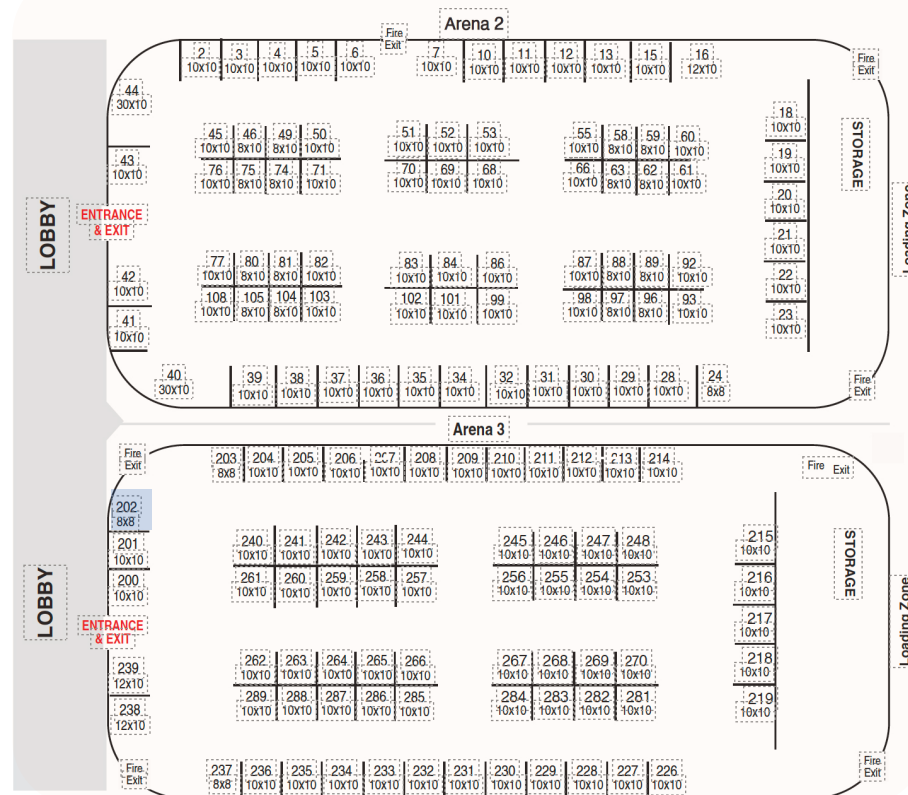 Arena 2
Fire Exit
2 3 4 5 6 7 10 11 12 13 15 16
10x10 10x10 10x10 10x10 10x10 10x10 10x10 10x10 10x10 10x10 10x10 12x10
Fire Exit
44
30x10
43
10x10
LOBBY
ENTRANCE
& EXIT
42
10x10
41
10x10
45 46 49 50
10x10 8x10 8x10 10x10
76 75 74 71
10x10 8x10 8x10 10x10
51 52 53
10x10 10x10 10x10
70 69 68
10x10 10x10 10x10
55 58 59 60
10x10 8x10 8x10 10x10
66 63 62 61
10x10 8x10 8x10 10x10
18
10x10
19
10x10
20
10x10
21
10x10
22
10x10
23
10x10
STORAGE
Loading Zone
77 80 81 82
10x10 8x10 8x10 10x10
108 105 104 103
10x10 8x10 8x10 10x10
83 84 86
10x10 10x10 10x10
102 101 99
10x10 10x10 10x10
87 88 89 92
10x10 8x10 8x10 10x10
98 97 96 93
10x10 8x10 8x10 10x10
40 39 38 37 36 35 34 32 31 30 29 28 24
30x10 10x10 10x10 10x10 10x10 10x10 10x10 10x10 10x10 10x10 10x10 10x10 8x8
Fire
Exit
Arena 3
Fire
Exit
203 204 205 206 207 208 209 210 211 212 213 214
8x8 10x10 10x10 10x10 10x10 10x10 10x10 10x10 10x10 10x10 10x10 10x10
Fire Exit
202
8x8
201
10x10
200
10x10
LOBBY
ENTRANCE
& EXIT
239
12x10
238
12x10
240 241 242 243 244
10x10 10x10 10x10 10x10 10x10
261 260 259 258 257
10x10 10x10 10x10 10x10 10x10
245 246 247 248
10x10 10x10 10x10 10x10
256 255 254 253
10x10 10x10 10x10 10x10
215
10x10
216
10x10
217
10x10
218
10x10
219
10x10
STORAGE
Loading Zone
262 263 264 265 266
10x10 10x10 10x10 10x10 10x10
289 288 287 286 285
10x10 10x10 10x10 10x10 10x10
267 268 269 270
10x10 10x10 10x10 10x10
284 283 282 281
10x10 10x10 10x10 10x10
Fire
Exit
237 236 235 234 233 232 231 230 229 228 227 226
8x8 10x10 10x10 10x10 10x10 10x10 10x10 10x10 10x10 10x10 10x10 10x10
Fire
Exit